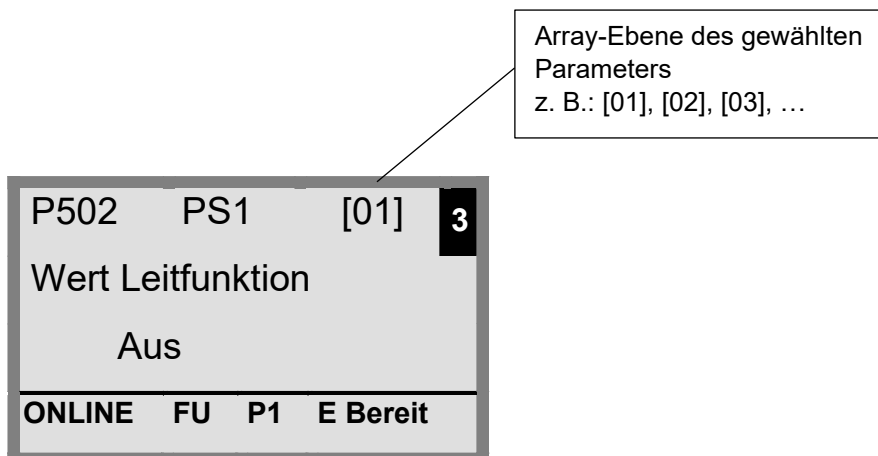 Array-Ebene des gewählten
Parameters
z. B.: [01], [02], [03], …
P502 PS1 [01] 3
Wert Leitfunktion
Aus
ONLINE FU P1 E Bereit